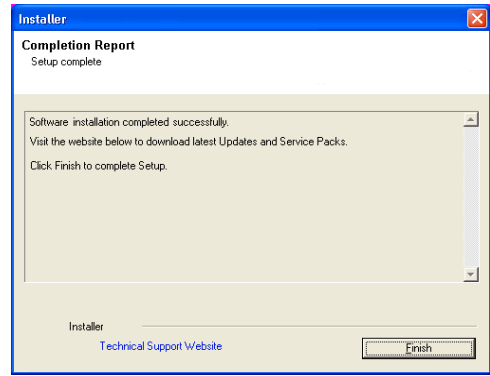 Installer
Completion Report
Setup complete
Software installation completed successfully.
Visit the website below to download latest Updates and Service Packs.
Click Finish to complete Setup.
Installer
Technical Support Website
Finish